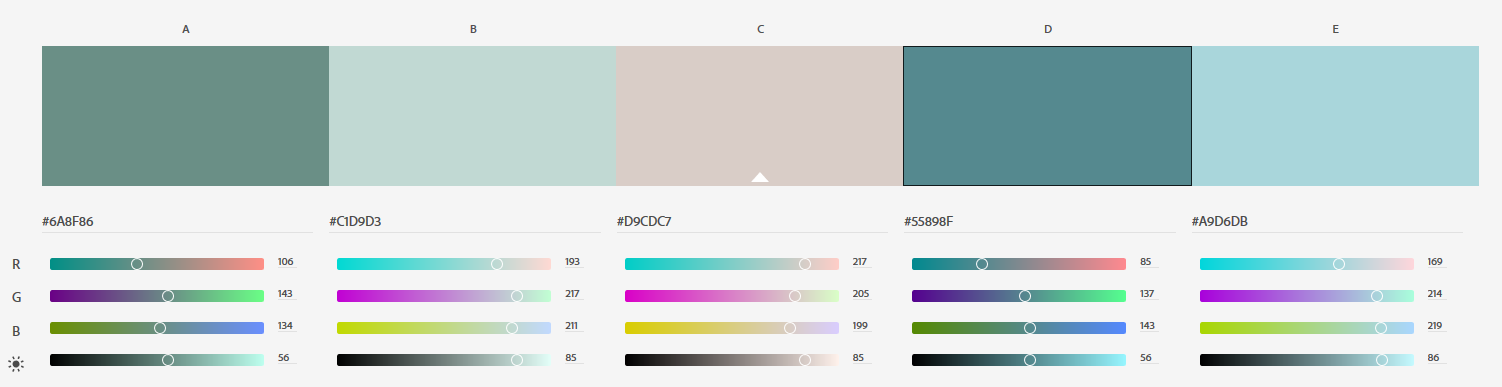 A B C D E
#6A8F86 #C1D9D3 #D9CDC7 #55898F #A9D6DB
R 106 193 217 85 169
G 143 217 205 137 214
B 134 211 199 143 219
56 85 85 56 86